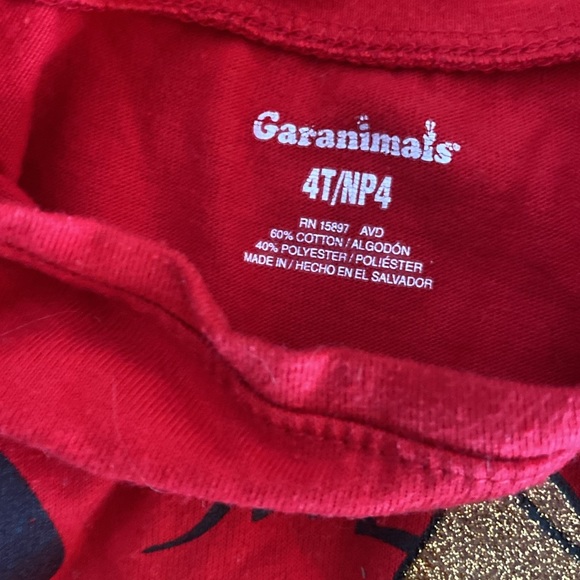 Garanimals
4T/NP4
RN 15897 AVD
60% COTTON / ALGODÓN
40% POLYESTER / POLIÉSTER
MADE IN / HECHO EN EL SALVADOR